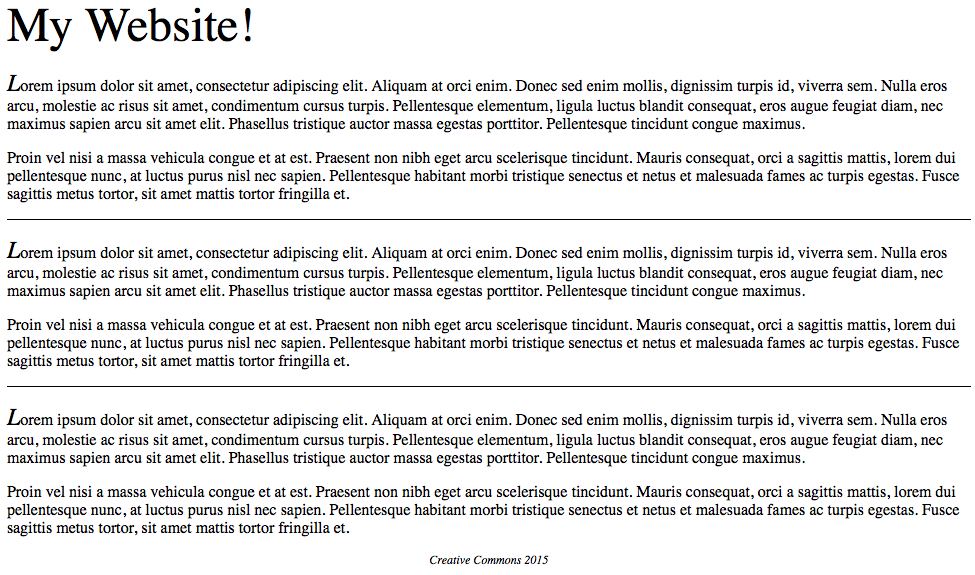 My Website!
Lorem ipsum dolor sit amet, consectetur adipiscing elit. Aliquam at orci enim. Donec sed enim mollis, dignissim turpis id, viverra sem. Nulla eros
arcu, molestie ac risus sit amet, condimentum cursus turpis. Pellentesque elementum, ligula luctus blandit consequat, eros augue feugiat diam, nec
maximus sapien arcu sit amet elit. Phasellus tristique auctor massa egestas porttitor. Pellentesque tincidunt congue maximus.
Proin vel nisi a massa vehicula congue et at est. Praesent non nibh eget arcu scelerisque tincidunt. Mauris consequat, orci a sagittis mattis, lorem dui
pellentesque nunc, at luctus purus nisl nec sapien. Pellentesque habitant morbi tristique senectus et netus et malesuada fames ac turpis egestas. Fusce
sagittis metus tortor, sit amet mattis tortor fringilla et.
Lorem ipsum dolor sit amet, consectetur adipiscing elit. Aliquam at orci enim. Donec sed enim mollis, dignissim turpis id, viverra sem. Nulla eros
arcu, molestie ac risus sit amet, condimentum cursus turpis. Pellentesque elementum, ligula luctus blandit consequat, eros augue feugiat diam, nec
maximus sapien arcu sit amet elit. Phasellus tristique auctor massa egestas porttitor. Pellentesque tincidunt congue maximus.
Proin vel nisi a massa vehicula congue et at est. Praesent non nibh eget arcu scelerisque tincidunt. Mauris consequat, orci a sagittis mattis, lorem dui
pellentesque nunc, at luctus purus nisl nec sapien. Pellentesque habitant morbi tristique senectus et netus et malesuada fames ac turpis egestas. Fusce
sagittis metus tortor, sit amet mattis tortor fringilla et.
Lorem ipsum dolor sit amet, consectetur adipiscing elit. Aliquam at orci enim. Donec sed enim mollis, dignissim turpis id, viverra sem. Nulla eros
arcu, molestie ac risus sit amet, condimentum cursus turpis. Pellentesque elementum, ligula luctus blandit consequat, eros augue feugiat diam, nec
maximus sapien arcu sit amet elit. Phasellus tristique auctor massa egestas porttitor. Pellentesque tincidunt congue maximus.
Proin vel nisi a massa vehicula congue et at est. Praesent non nibh eget arcu scelerisque tincidunt. Mauris consequat, orci a sagittis mattis, lorem dui
pellentesque nunc, at luctus purus nisl nec sapien. Pellentesque habitant morbi tristique senectus et netus et malesuada fames ac turpis egestas. Fusce
sagittis metus tortor, sit amet mattis tortor fringilla et.
Creative Commons 2015